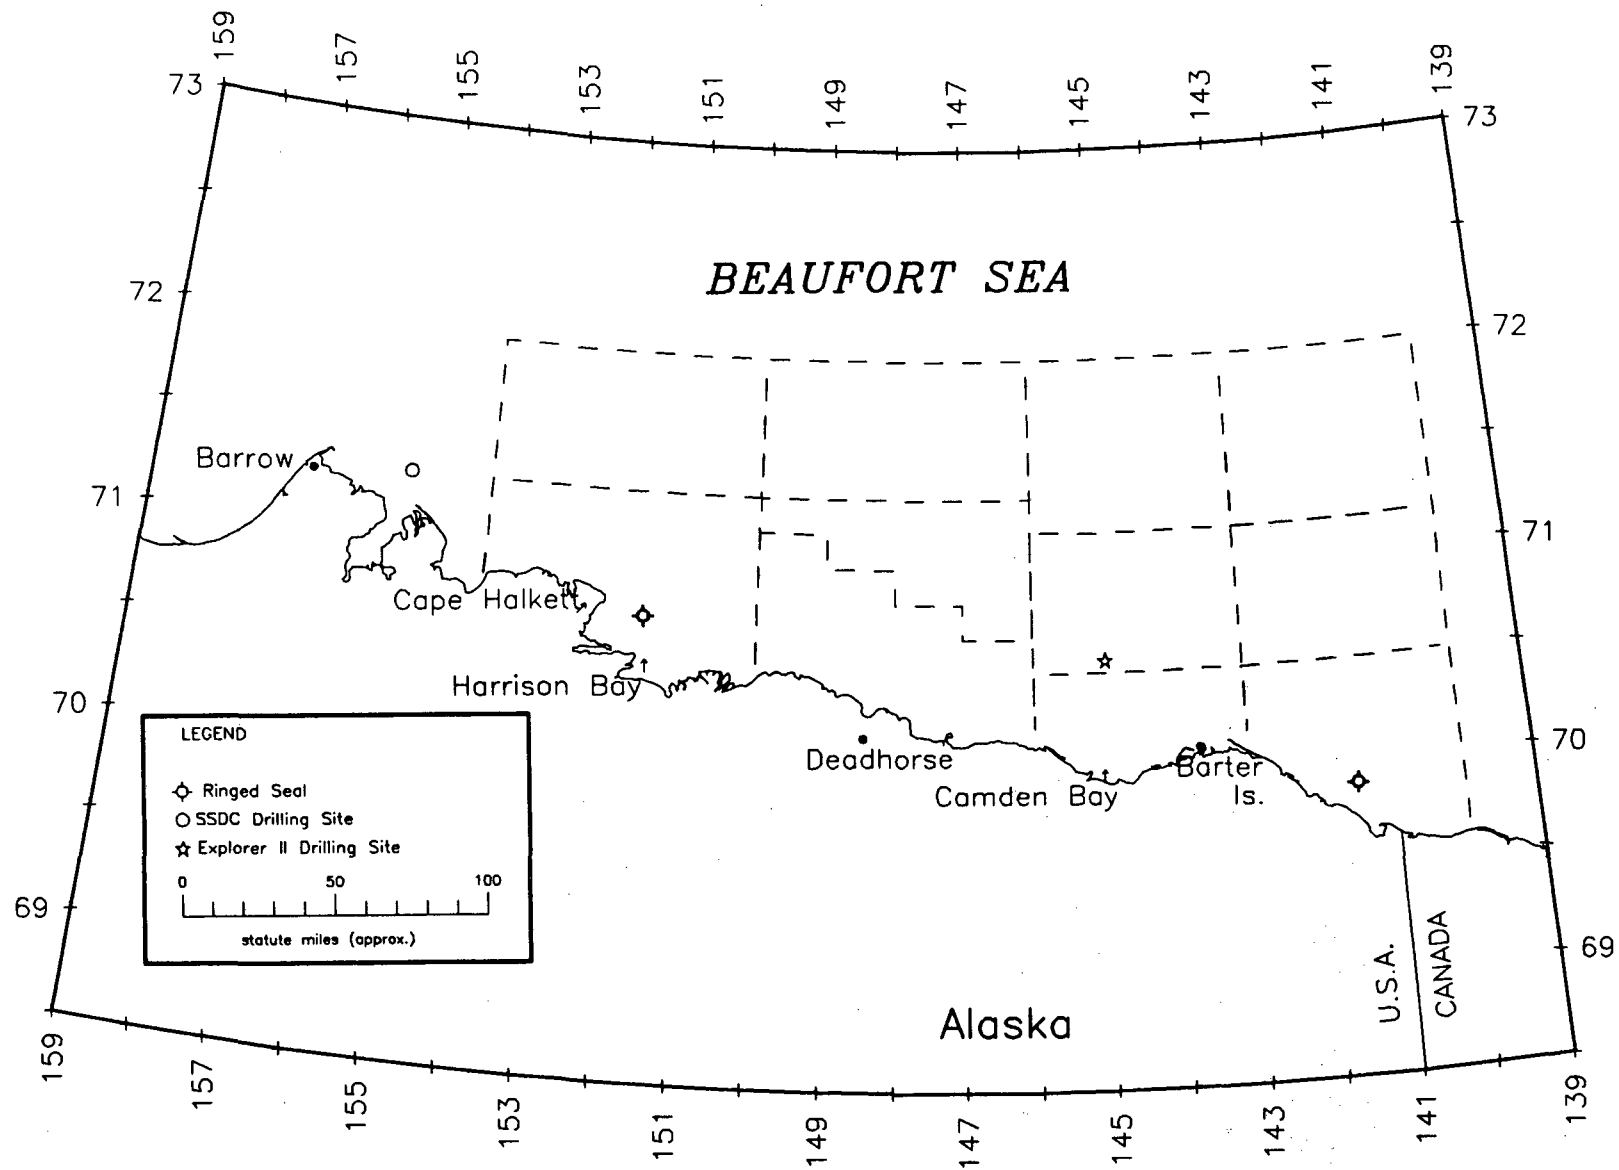 159
157
155
153
151
149
147
145
143
141
139
73
73
BEAUFORT SEA
72
72
Barrow
71
71
Cape Halkett
Harrison Bay
70
70
Deadhorse
Barter
Is.
Camden Bay
LEGEND
Ringed Seal
SSDC Drilling Site
Explorer II Drilling Site
0 50 100
statute miles (approx.)
69
69
U.S.A.
CANADA
Alaska
159
157
155
153
151
149
147
145
143
141
139